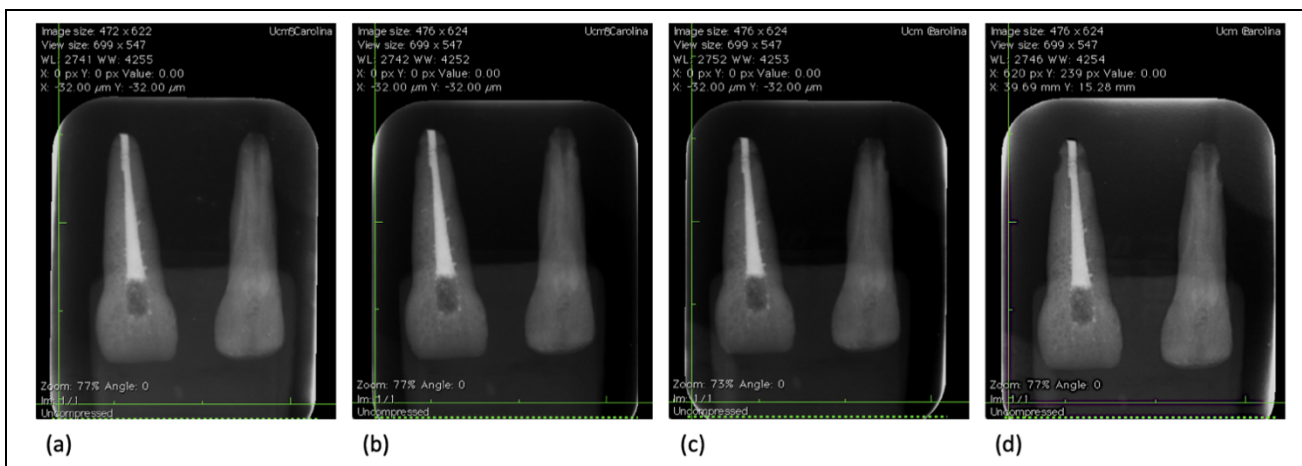 Image size: 472 x 622
View size: 699 x 547
WL: 2741 WW: 4255
X: 0 px Y: 0 px Value: 0.00
X: -32.00 µm Y: -32.00 µm
Zoom: 77% Angle: 0
Im: 1/1
Uncompressed
(a)
Image size: 476 x 624
View size: 699 x 547
WL: 2742 WW: 4252
X: 0 px Y: 0 px Value: 0.00
X: -32.00 µm Y: -32.00 µm
Zoom: 77% Angle: 0
Im: 1/1
Uncompressed
(b)
Image size: 476 x 624
View size: 699 x 547
WL: 2752 WW: 4253
X: 0 px Y: 0 px Value: 0.00
X: -32.00 µm Y: -32.00 µm
Zoom: 73% Angle: 0
Im: 1/1
Uncompressed
(c)
Image size: 476 x 624
View size: 699 x 547
WL: 2746 WW: 4254
X: 620 px Y: 239 px Value: 0.00
X: 39.69 mm Y: 15.28 mm
Zoom: 77% Angle: 0
Im: 1/1
Uncompressed
(d)